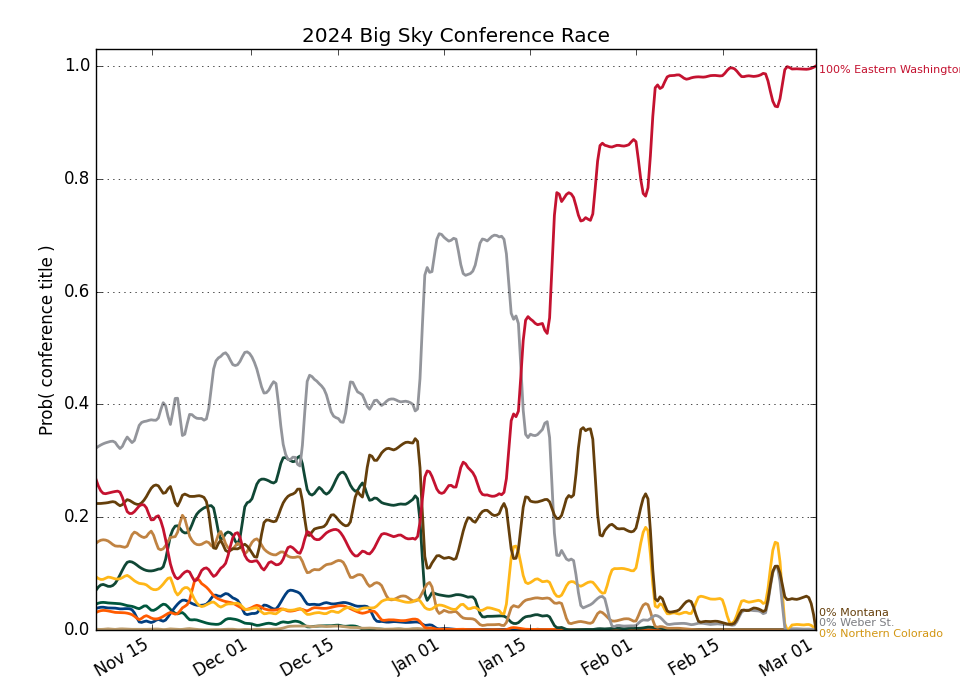 2024 Big Sky Conference Race
Prob( conference title )
1.0
0.8
0.6
0.4
0.2
0.0
100% Eastern Washington
0% Montana
0% Weber St.
0% Northern Colorado
Nov 15
Dec 01
Dec 15
Jan 01
Jan 15
Feb 01
Feb 15
Mar 01